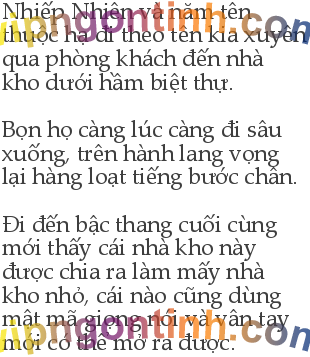 Nhiếp Nhiên và năm tên
thuộc hạ đi theo tên kia xuyên
qua phòng khách đến nhà
kho dưới hầm biệt thự.
Bọn họ càng lúc càng đi sâu
xuống, trên hành lang vọng
lại hàng loạt tiếng bước chân.
Đi đến bậc thang cuối cùng
mới thấy cái nhà kho này
được chia ra làm mấy nhà
kho nhỏ, cái nào cũng dùng
mật mã giọng nói và vân tay
mới có thể mở ra được.